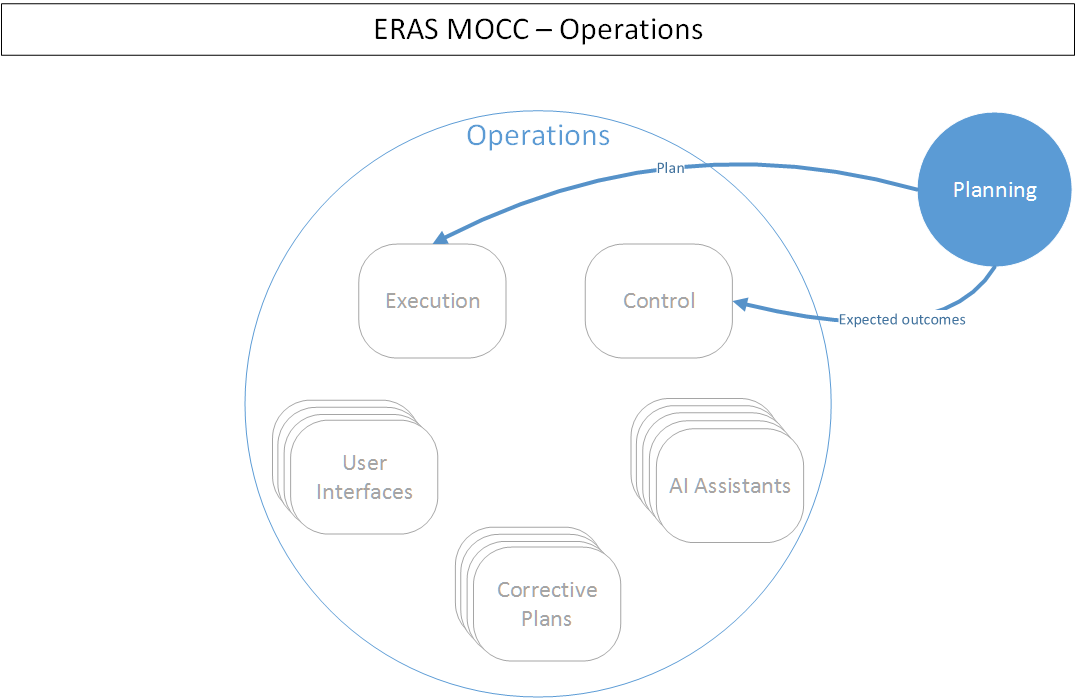 ERAS MOCC – Operations
Operations
Plan
Planning
Execution
Control
Expected outcomes
User
Interfaces
AI Assistants
Corrective
Plans